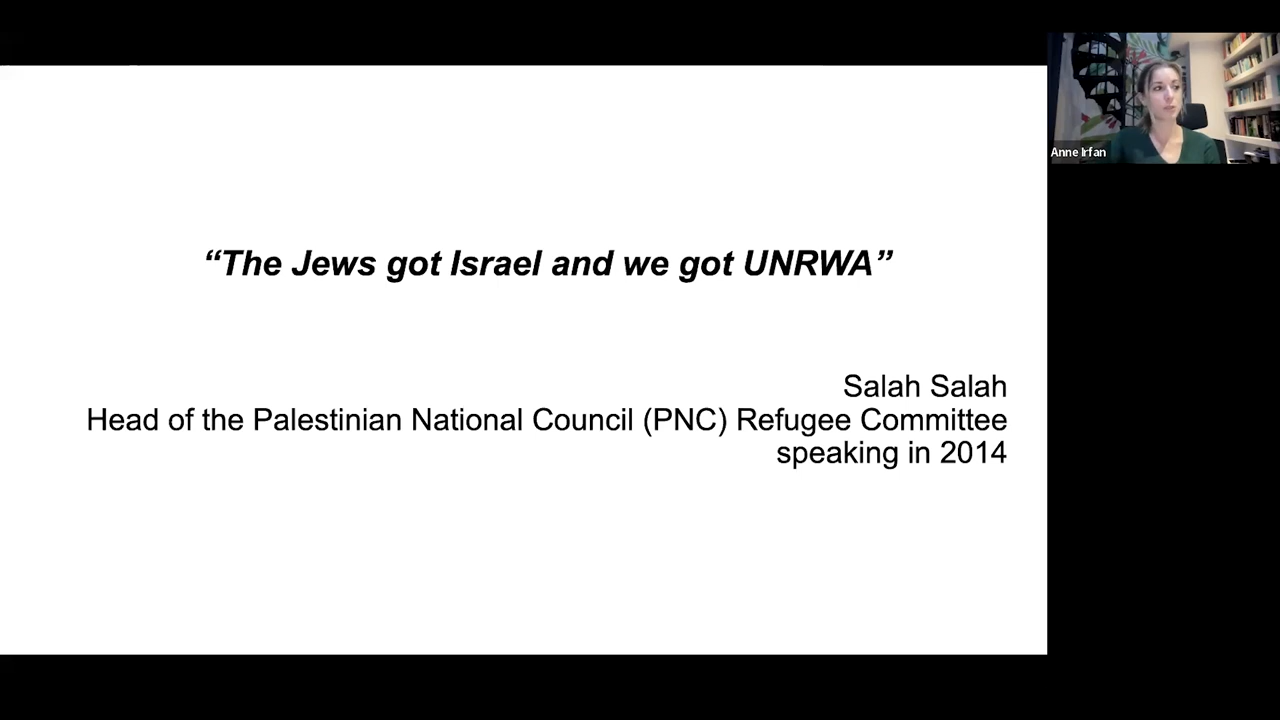 “The Jews got Israel and we got UNRWA”
Salah Salah
Head of the Palestinian National Council (PNC) Refugee Committee
speaking in 2014
Anne Irfan